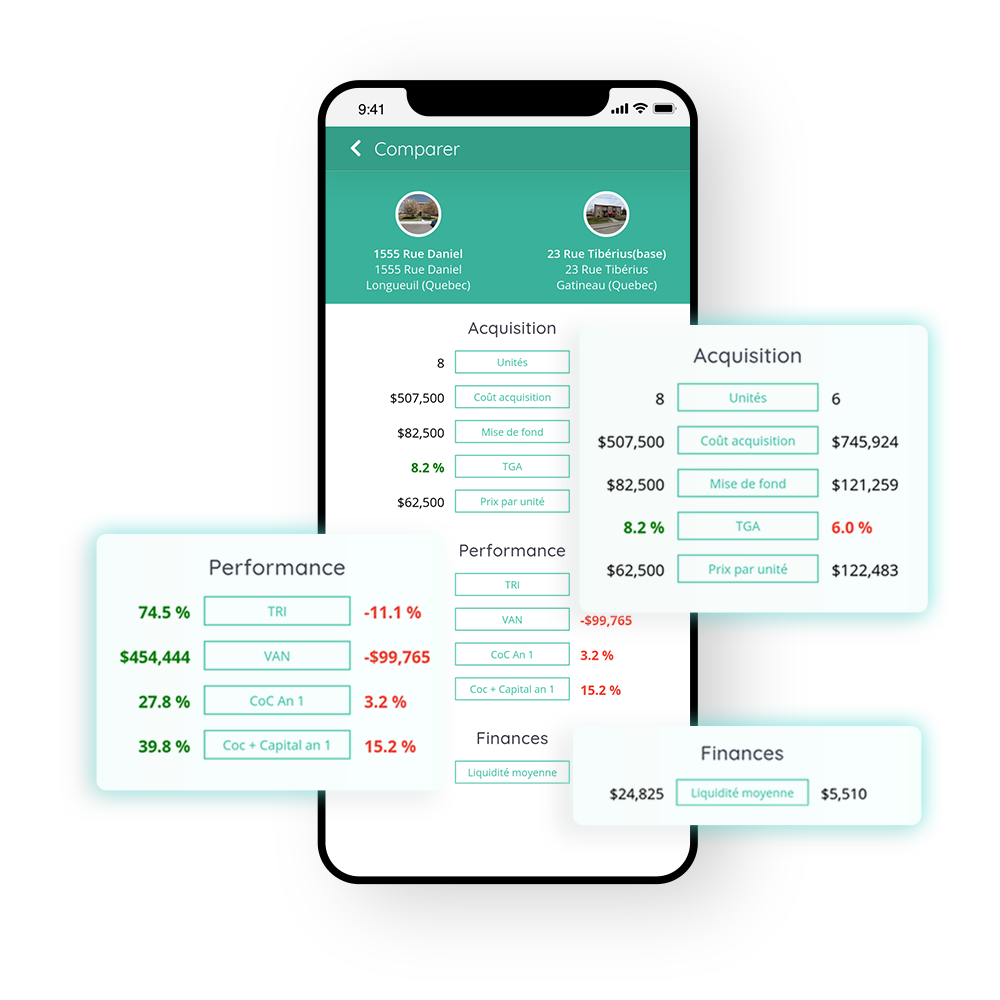 9:41
Comparer
1555 Rue Daniel
1555 Rue Daniel
Longueuil (Quebec)
23 Rue Tibérius(base)
23 Rue Tibérius
Gatineau (Quebec)
Acquisition
8 Unités
$507,500 Coût acquisition
$82,500 Mise de fond
8.2 % TGA
$62,500 Prix par unité
Acquisition
8 Unités 6
$507,500 Coût acquisition $745,924
$82,500 Mise de fond $121,259
8.2 % TGA 6.0 %
$62,500 Prix par unité $122,483
Performance
TRI
VAN -$99,765
CoC An 1 3.2 %
Coc + Capital an 1 15.2 %
Performance
74.5 % TRI -11.1 %
$454,444 VAN -$99,765
27.8 % CoC An 1 3.2 %
39.8 % Coc + Capital an 1 15.2 %
Finances
Liquidité moyenne
Finances
$24,825 Liquidité moyenne $5,510